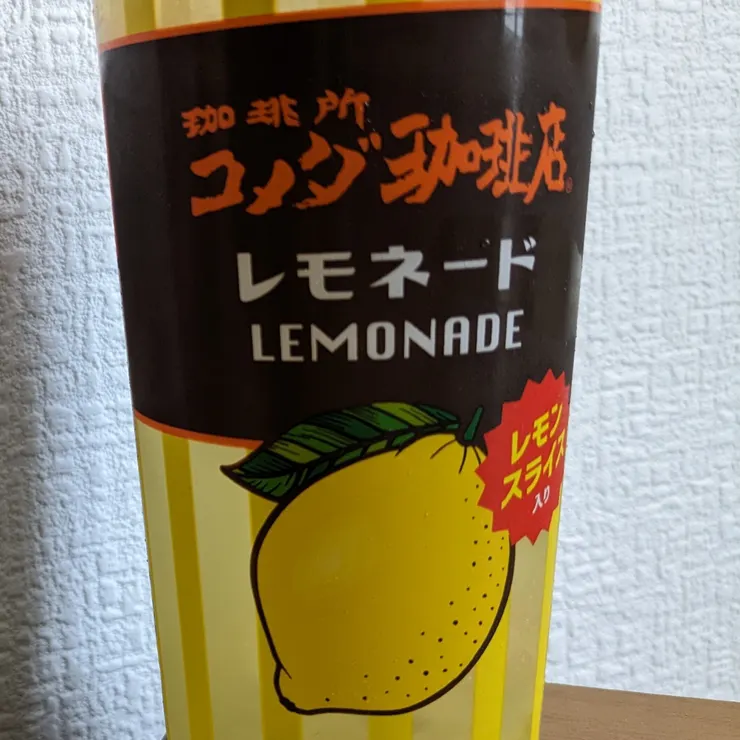 珈琲所
コメダ珈琲店
®
レモネード
LEMONADE
レモン
スライス
入り